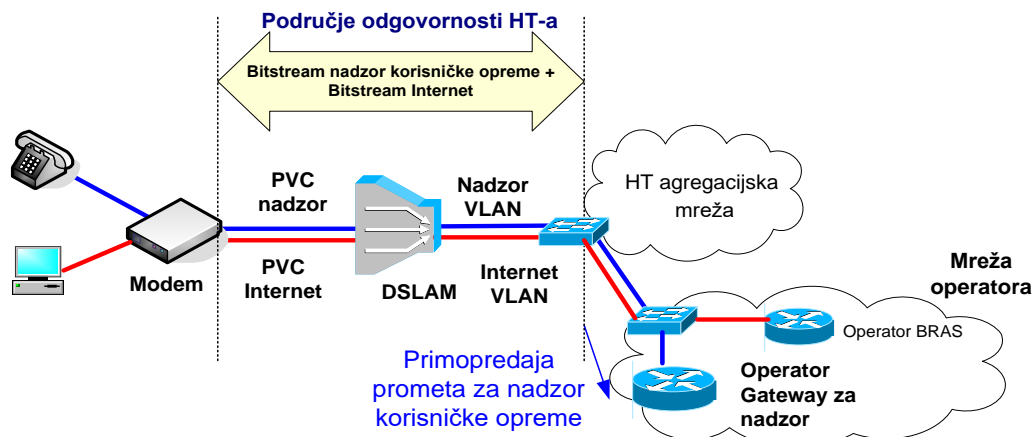 Područje odgovornosti HT-a
Bitstream nadzor korisničke opreme +
Bitstream Internet
HT agregacijska
mreža
PVC
nadzor
Nadzor
VLAN
Modem
PVC
Internet
DSLAM
Internet
VLAN
Mreža
operatora
Operator BRAS
Primopredaja
prometa za nadzor
korisničke opreme
Operator
Gateway za
nadzor